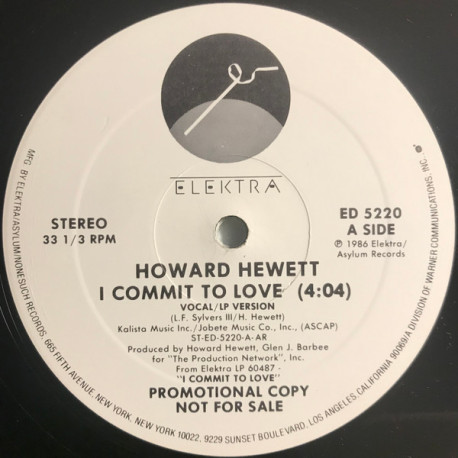 ELEKTRA
STEREO
33 1/3 RPM
ED 5220
A SIDE
℗ 1986 Elektra/
Asylum Records
HOWARD HEWETT
I COMMIT TO LOVE (4:04)
VOCAL/LP VERSION
(L.F. Sylvers III/H. Hewett)
Kalista Music Inc./Jobete Music Co., Inc. (ASCAP)
ST-ED-5220-A-AR
Produced by Howard Hewett, Glen J. Barbee
for "The Production Network", Inc.
From Elektra LP 60487 -
"I COMMIT TO LOVE"
PROMOTIONAL COPY
NOT FOR SALE
MFG. BY ELEKTRA/ASYLUM/NONESUCH RECORDS, 665 FIFTH AVENUE, NEW YORK, NEW YORK 10022, 9229 SUNSET BOULEVARD, LOS ANGELES, CALIFORNIA 90069/A DIVISION OF WARNER COMMUNICATIONS, INC.